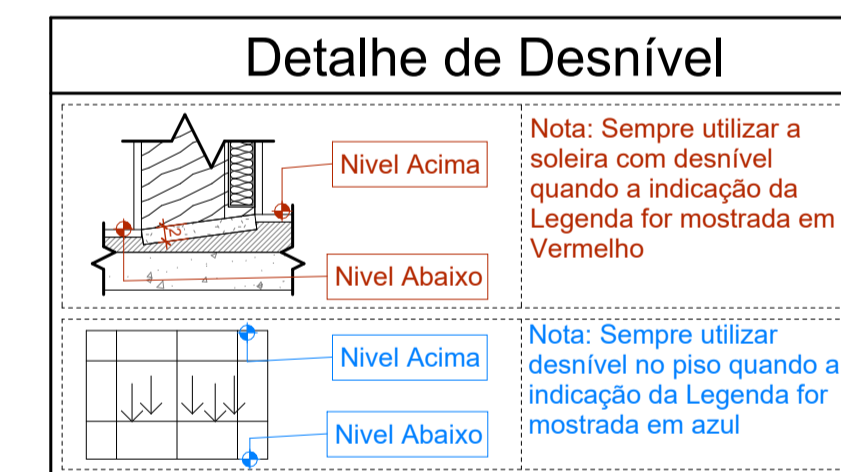 Detalhe de Desnível
Nivel Acima
2
Nivel Abaixo
Nota: Sempre utilizar a
soleira com desnível
quando a indicação da
Legenda for mostrada em
Vermelho
Nivel Acima
Nivel Abaixo
Nota: Sempre utilizar
desnível no piso quando a
indicação da Legenda for
mostrada em azul